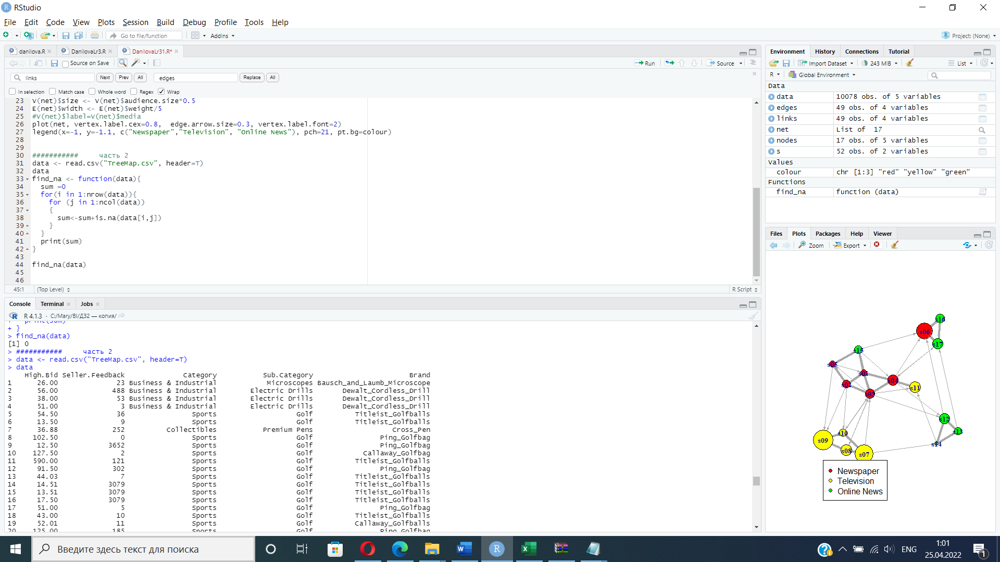 RStudio
File Edit Code View Plots Session Build Debug Profile Tools Help
Go to file/function Addins Project: (None)
danilova.R DanilovaLr3.R DanilovaLr31.R*
Source on Save Run Source
links Next Prev All edges Replace All
In selection Match case Whole word Regex Wrap
23 V(net)$size <- V(net)$audience.size*0.5
24 E(net)$width <- E(net)$weight/5
25 #V(net)$label=V(net)$media
26 plot(net, vertex.label.cex=0.8,  edge.arrow.size=0.3, vertex.label.font=2)
27 legend(x=-1, y=-1.1, c("Newspaper","Television", "Online News"), pch=21, pt.bg=colour)
28
29
30 ###########     часть 2
31 data <- read.csv("TreeMap.csv", header=T)
32 data
33 find_na <- function(data){
34   sum =0
35   for(i in 1:nrow(data)){
36     for (j in 1:ncol(data))
37     {
38       sum<-sum+is.na(data[i,j])
39     }
40   }
41   print(sum)
42 }
43
44 find_na(data)
45
46
45:1 (Top Level) R Script
Console Terminal Jobs
R 4.1.3 · C:/Mary/BI/ДЗ2 — копия/
+   print(sum)
+ }
> find_na(data)
[1] 0
> ###########     часть 2
> data <- read.csv("TreeMap.csv", header=T)
> data
High.Bid Seller.Feedback Category Sub.Category Brand
1 26.00 23 Business & Industrial Microscopes Bausch_and_Laumb_Microscope
2 56.00 488 Business & Industrial Electric Drills Dewalt_Cordless_Drill
3 38.00 53 Business & Industrial Electric Drills Dewalt_Cordless_Drill
4 51.00 3 Business & Industrial Electric Drills Dewalt_Cordless_Drill
5 54.50 36 Sports Golf Titleist_Golfballs
6 13.50 9 Sports Golf Titleist_Golfballs
7 36.88 252 Collectibles Premium Pens Cross_Pen
8 102.50 0 Sports Golf Ping_Golfbag
9 12.50 3652 Sports Golf Ping_Golfbag
10 127.50 2 Sports Golf Callaway_Golfbag
11 590.00 121 Sports Golf Titleist_Golfballs
12 91.50 302 Sports Golf Ping_Golfbag
13 44.03 7 Sports Golf Titleist_Golfballs
14 14.51 3079 Sports Golf Titleist_Golfballs
15 13.51 3079 Sports Golf Titleist_Golfballs
16 17.50 3079 Sports Golf Titleist_Golfballs
17 51.00 5 Sports Golf Ping_Golfbag
18 43.00 10 Sports Golf Titleist_Golfballs
19 52.01 11 Sports Golf Callaway_Golfballs
20 125.00 185 Sports Golf Ping_Golfbag
Environment History Connections Tutorial
Import Dataset 243 MiB List
R Global Environment
Data
data 10078 obs. of 5 variables
edges 49 obs. of 4 variables
links 49 obs. of 4 variables
net List of  17
nodes 17 obs. of 5 variables
s 52 obs. of 2 variables
Values
colour chr [1:3] "red" "yellow" "green"
Functions
find_na function (data)
Files Plots Packages Help Viewer
Zoom Export
s16
s06
s17
s15
s05
s01
s04
s02
s11
s03
s12
s13
s10
s09
s14
s08
s07
Newspaper
Television
Online News
Введите здесь текст для поиска
ENG
1:01
25.04.2022
1